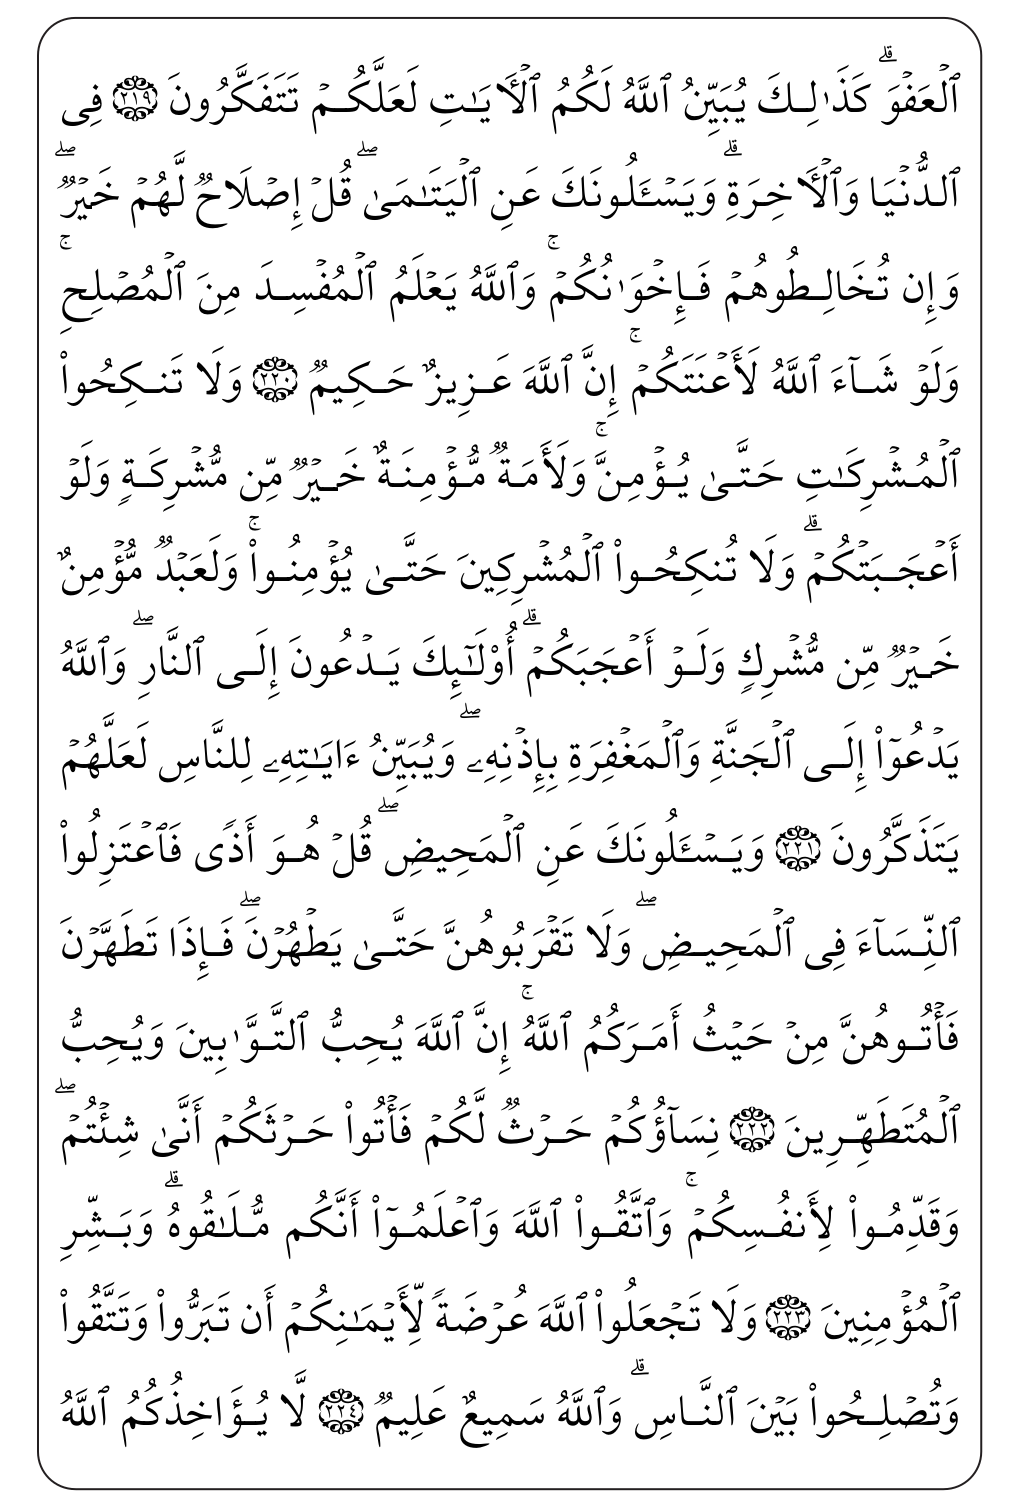 ٱلۡعَفۡوَۗ كَذَٰلِكَ يُبَيِّنُ ٱللَّهُ لَكُمُ ٱلۡأٓيَٰتِ لَعَلَّكُمۡ تَتَفَكَّرُونَ ٢١٩ فِي
ٱلدُّنۡيَا وَٱلۡأٓخِرَةِۗ وَيَسۡـَٔلُونَكَ عَنِ ٱلۡيَتَٰمَىٰۖ قُلۡ إِصۡلَاحٞ لَّهُمۡ خَيۡرٞۖ
وَإِن تُخَالِطُوهُمۡ فَإِخۡوَٰنُكُمۡۚ وَٱللَّهُ يَعۡلَمُ ٱلۡمُفۡسِدَ مِنَ ٱلۡمُصۡلِحِۚ
وَلَوۡ شَآءَ ٱللَّهُ لَأَعۡنَتَكُمۡۚ إِنَّ ٱللَّهَ عَزِيزٌ حَكِيمٞ ٢٢٠ وَلَا تَنكِحُواْ
ٱلۡمُشۡرِكَٰتِ حَتَّىٰ يُؤۡمِنَّۚ وَلَأَمَةٞ مُّؤۡمِنَةٌ خَيۡرٞ مِّن مُّشۡرِكَةٖ وَلَوۡ
أَعۡجَبَتۡكُمۡۗ وَلَا تُنكِحُواْ ٱلۡمُشۡرِكِينَ حَتَّىٰ يُؤۡمِنُواْۚ وَلَعَبۡدٞ مُّؤۡمِنٌ
خَيۡرٞ مِّن مُّشۡرِكٖ وَلَوۡ أَعۡجَبَكُمۡۗ أُوْلَٰٓئِكَ يَدۡعُونَ إِلَى ٱلنَّارِۖ وَٱللَّهُ
يَدۡعُوٓاْ إِلَى ٱلۡجَنَّةِ وَٱلۡمَغۡفِرَةِ بِإِذۡنِهِۦۖ وَيُبَيِّنُ ءَايَٰتِهِۦ لِلنَّاسِ لَعَلَّهُمۡ
يَتَذَكَّرُونَ ٢٢١ وَيَسۡـَٔلُونَكَ عَنِ ٱلۡمَحِيضِۖ قُلۡ هُوَ أَذٗى فَٱعۡتَزِلُواْ
ٱلنِّسَآءَ فِي ٱلۡمَحِيضِۖ وَلَا تَقۡرَبُوهُنَّ حَتَّىٰ يَطۡهُرۡنَۖ فَإِذَا تَطَهَّرۡنَ
فَأۡتُوهُنَّ مِنۡ حَيۡثُ أَمَرَكُمُ ٱللَّهُۚ إِنَّ ٱللَّهَ يُحِبُّ ٱلتَّوَّٰبِينَ وَيُحِبُّ
ٱلۡمُتَطَهِّرِينَ ٢٢٢ نِسَآؤُكُمۡ حَرۡثٞ لَّكُمۡ فَأۡتُواْ حَرۡثَكُمۡ أَنَّىٰ شِئۡتُمۡۖ
وَقَدِّمُواْ لِأَنفُسِكُمۡۚ وَٱتَّقُواْ ٱللَّهَ وَٱعۡلَمُوٓاْ أَنَّكُم مُّلَٰقُوهُۗ وَبَشِّرِ
ٱلۡمُؤۡمِنِينَ ٢٢٣ وَلَا تَجۡعَلُواْ ٱللَّهَ عُرۡضَةٗ لِّأَيۡمَٰنِكُمۡ أَن تَبَرُّواْ وَتَتَّقُواْ
وَتُصۡلِحُواْ بَيۡنَ ٱلنَّاسِۗ وَٱللَّهُ سَمِيعٌ عَلِيمٞ ٢٢٤ لَّا يُؤَاخِذُكُمُ ٱللَّهُ